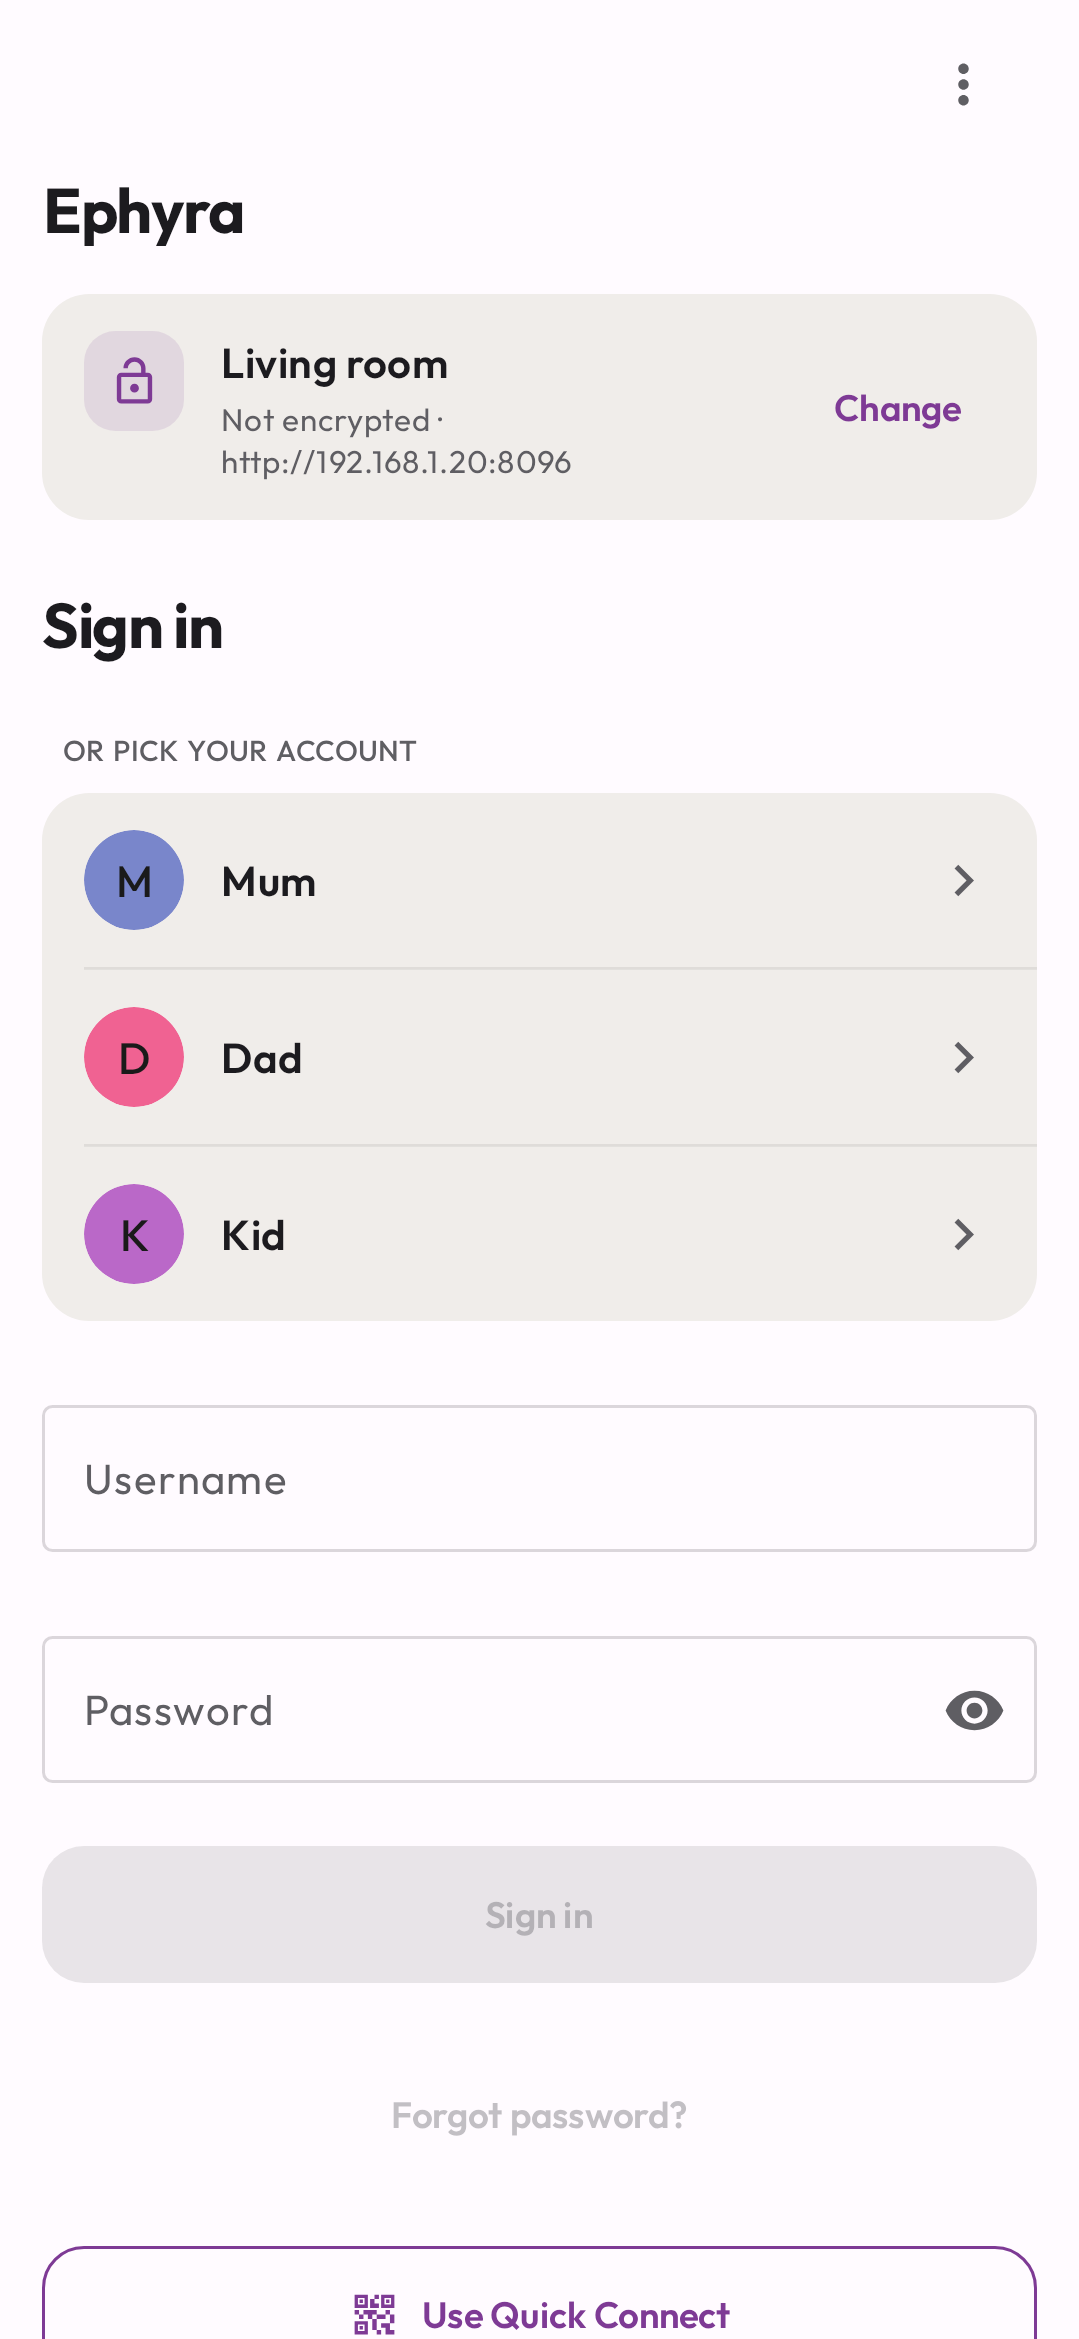 Ephyra
Living room
Not encrypted ·
http://192.168.1.20:8096
Change
Sign in
OR PICK YOUR ACCOUNT
M
Mum
D
Dad
K
Kid
Username
Password
Sign in
Forgot password?
Use Quick Connect